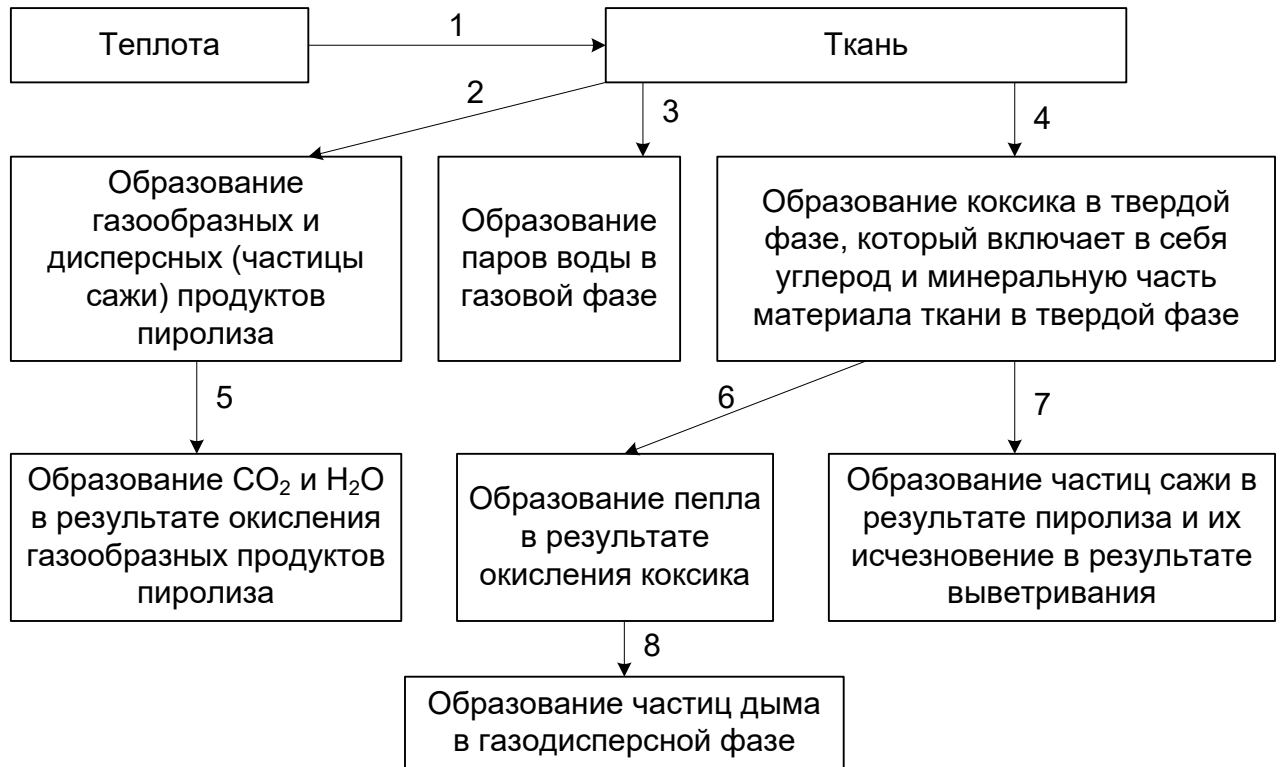 Теплота
1
Ткань
2
3
4
Образование
газообразных и
дисперсных (частицы
сажи) продуктов
пиролиза
Образование
паров воды в
газовой фазе
Образование коксика в твердой
фазе, который включает в себя
углерод и минеральную часть
материала ткани в твердой фазе
5
6
7
Образование CO₂ и H₂O
в результате окисления
газообразных продуктов
пиролиза
Образование пепла
в результате
окисления коксика
Образование частиц сажи в
результате пиролиза и их
исчезновение в результате
выветривания
8
Образование частиц дыма
в газодисперсной фазе